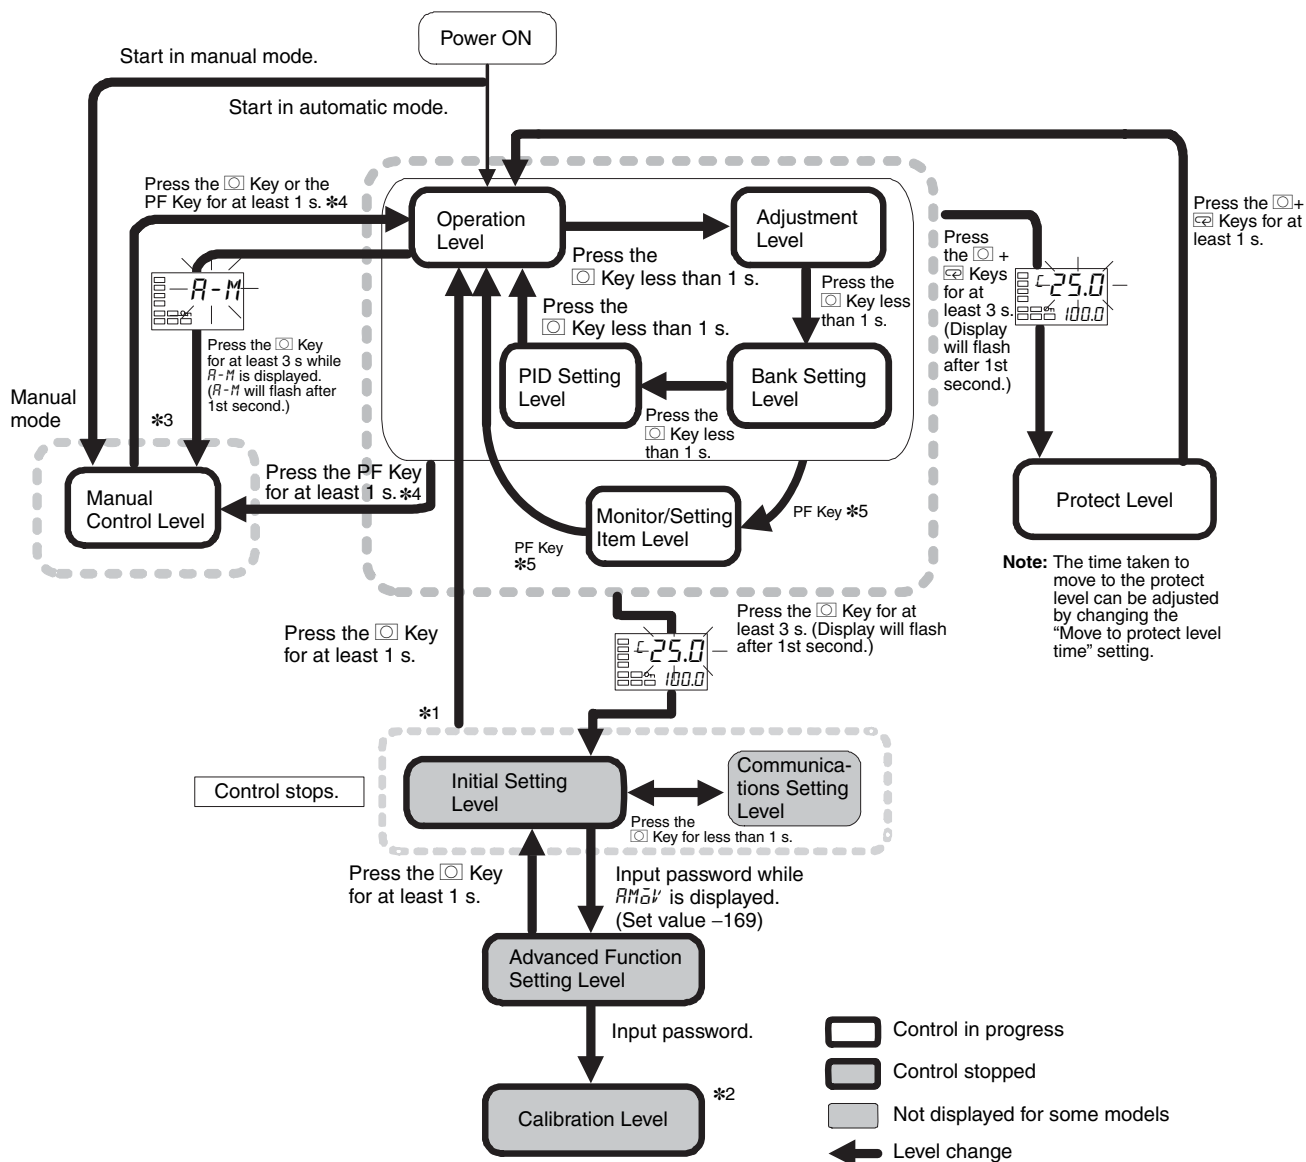 Power ON
Start in manual mode.
Start in automatic mode.
Press the Key or the
PF Key for at least 1 s. *4
Operation
Level
Adjustment
Level
Press the
Key less than 1 s.
Press the
Key less
than 1 s.
Press
the +
Keys
for at
least 3 s.
(Display
will flash
after 1st
second.)
C 25.0
100.0
Press the +
Keys for at
least 1 s.
A-M
Press the Key
for at least 3 s while
A-M is displayed.
(A-M will flash after
1st second.)
Press the
Key less than 1 s.
PID Setting
Level
Bank Setting
Level
Press the
Key less
than 1 s.
Manual
mode
*3
Manual
Control Level
Press the PF Key
for at least 1 s. *4
Monitor/Setting
Item Level
PF Key *5
PF Key
*5
Protect Level
Note: The time taken to
move to the protect
level can be adjusted
by changing the
“Move to protect level
time” setting.
Press the Key
for at least 1 s.
Press the Key for at
least 3 s. (Display will flash
after 1st second.)
C 25.0
100.0
*1
Control stops.
Initial Setting
Level
Communica-
tions Setting
Level
Press the
Key for less than 1 s.
Press the Key
for at least 1 s.
Input password while
AMoV is displayed.
(Set value –169)
Advanced Function
Setting Level
Input password.
Calibration Level
*2
Control in progress
Control stopped
Not displayed for some models
Level change